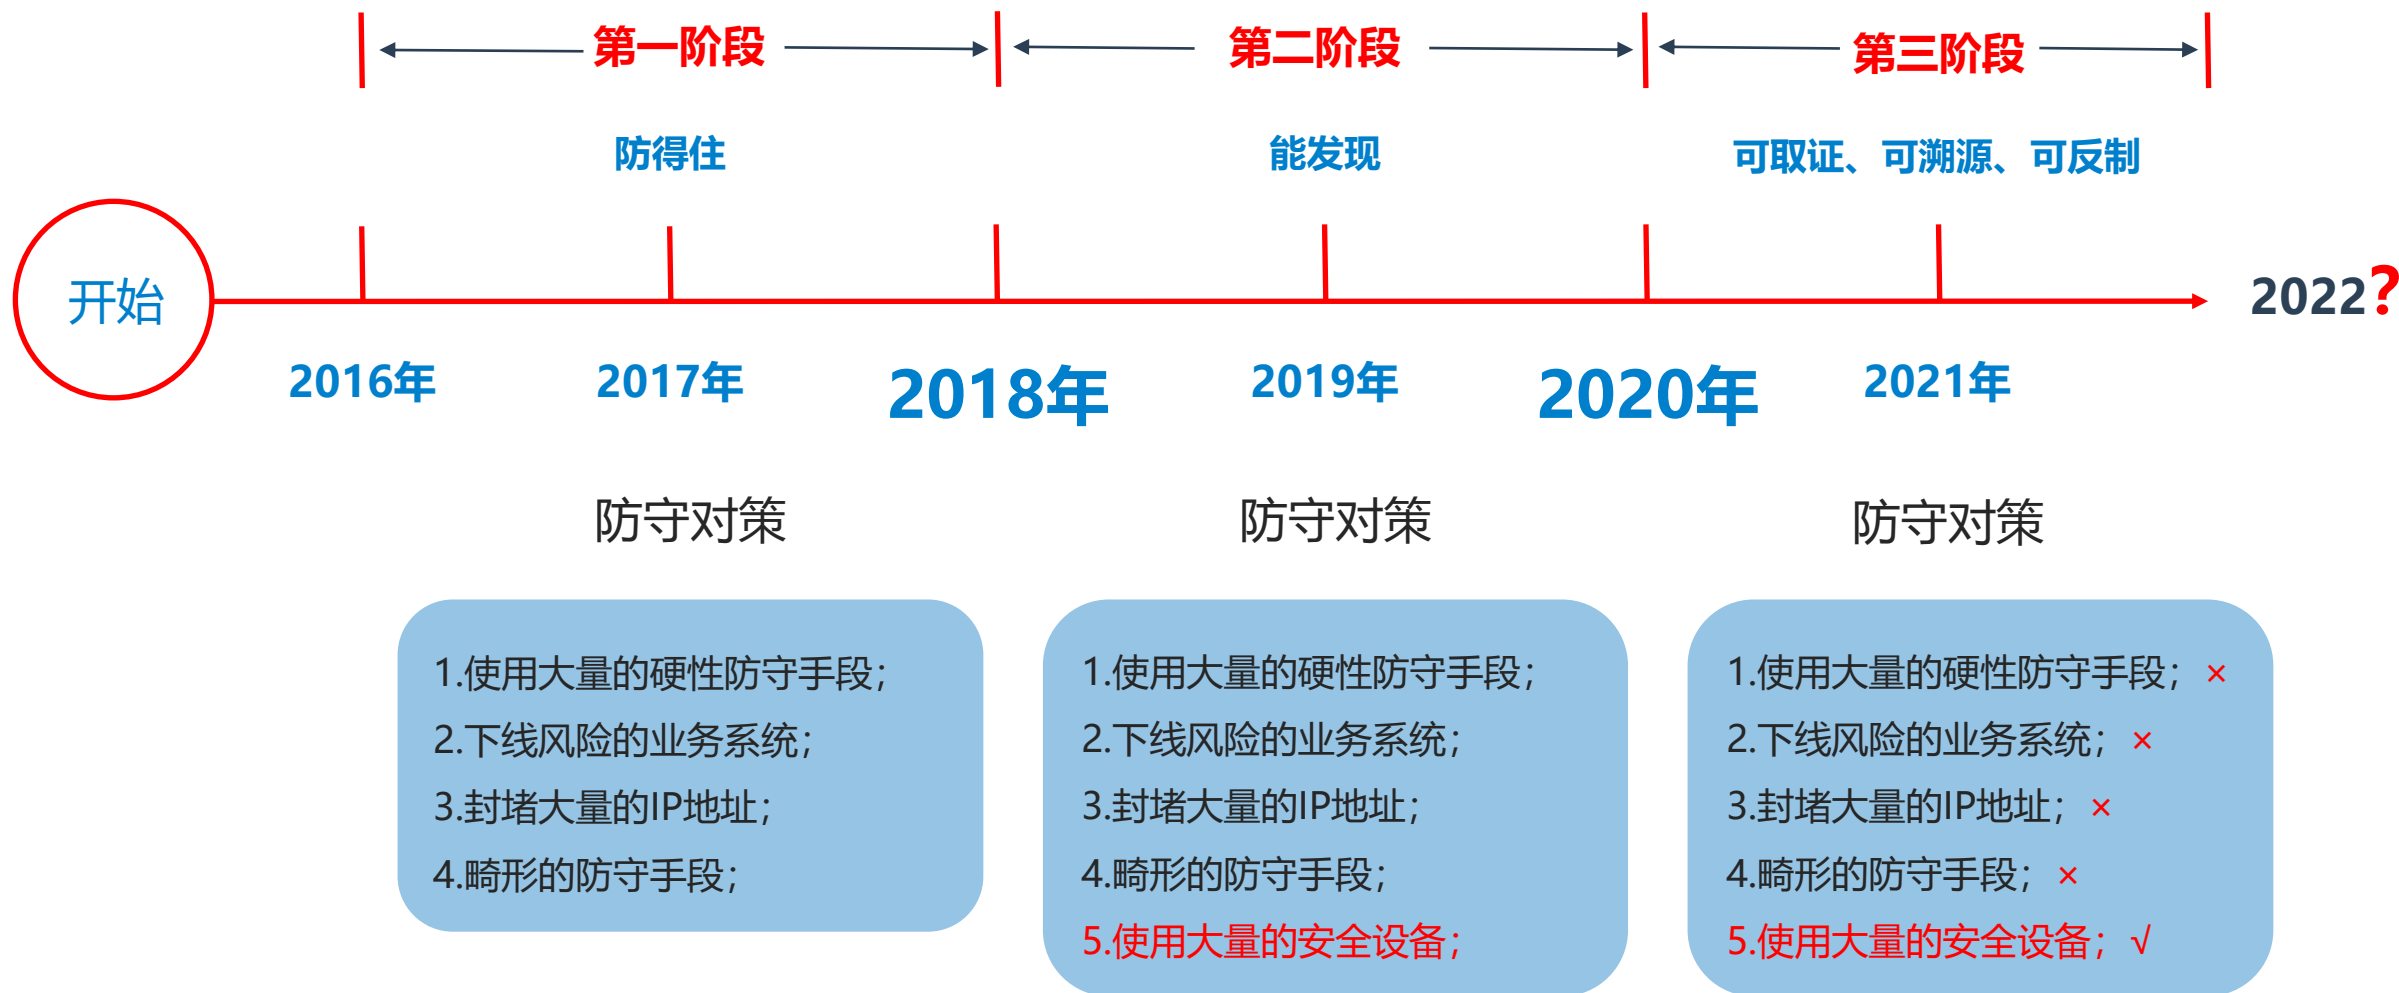 第一阶段
第二阶段
第三阶段
防得住
能发现
可取证、可溯源、可反制
开始
2022?
2016年
2017年
2018年
2019年
2020年
2021年
防守对策
防守对策
防守对策
1.使用大量的硬性防守手段；
2.下线风险的业务系统；
3.封堵大量的IP地址；
4.畸形的防守手段；
1.使用大量的硬性防守手段；
2.下线风险的业务系统；
3.封堵大量的IP地址；
4.畸形的防守手段；
5.使用大量的安全设备；
1.使用大量的硬性防守手段；×
2.下线风险的业务系统；×
3.封堵大量的IP地址；×
4.畸形的防守手段；×
5.使用大量的安全设备；√